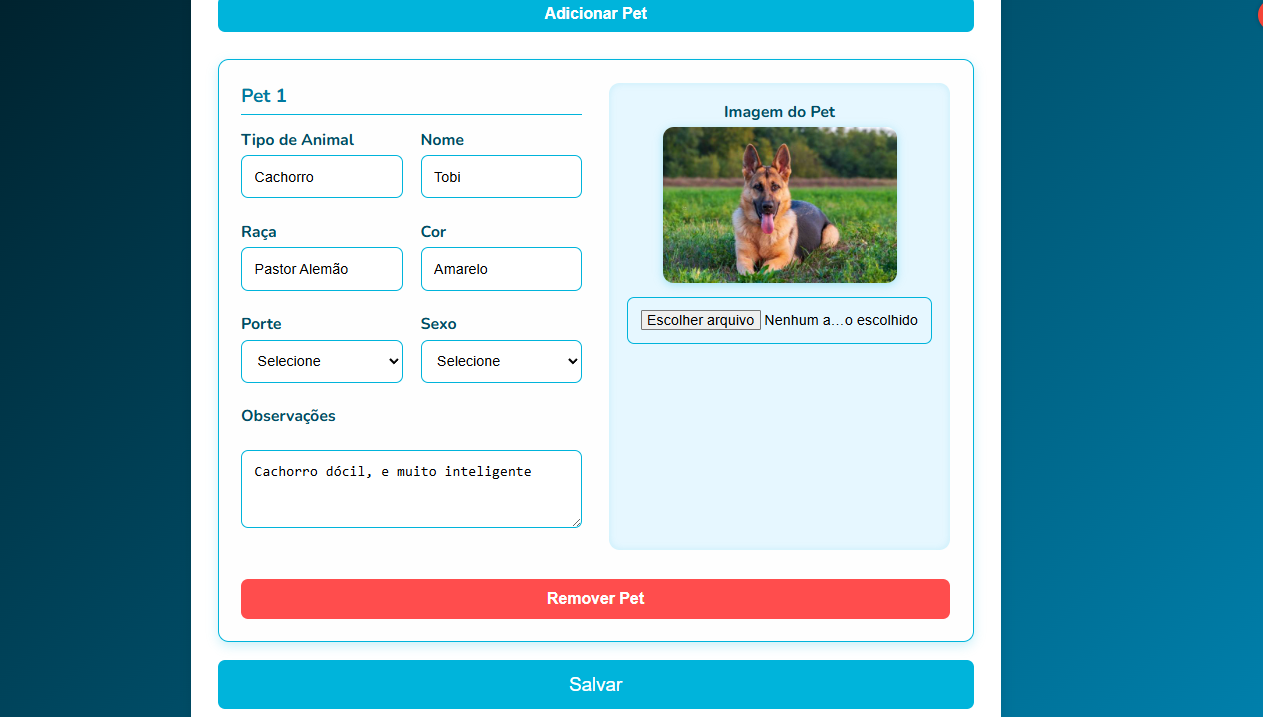 Adicionar Pet
Pet 1
Tipo de Animal
Nome
Cachorro
Tobi
Raça
Cor
Pastor Alemão
Amarelo
Porte
Sexo
Selecione
Selecione
Observações
Cachorro dócil, e muito inteligente
Imagem do Pet
Escolher arquivo Nenhum a...o escolhido
Remover Pet
Salvar